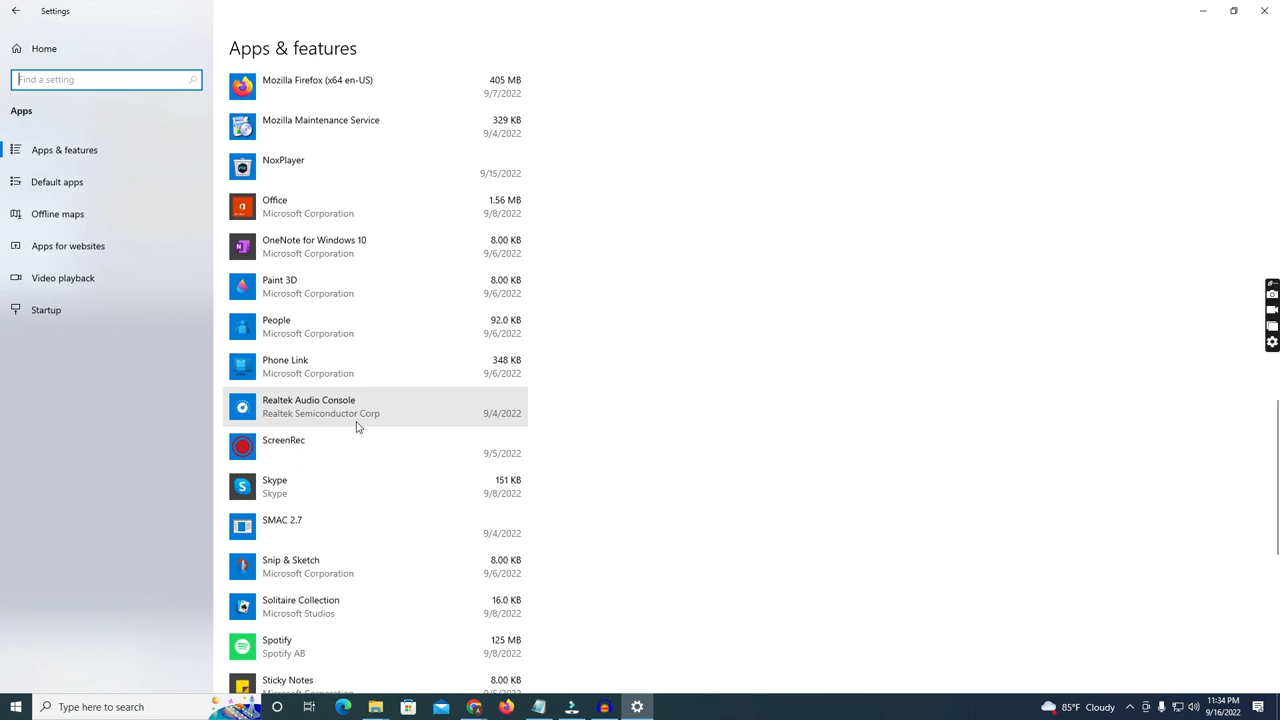 Settings
Home
Find a setting
Apps
Apps & features
Default apps
Offline maps
Apps for websites
Video playback
Startup
Apps & features
Mozilla Firefox (x64 en-US) 405 MB
9/7/2022
Mozilla Maintenance Service 329 KB
9/4/2022
NoxPlayer
9/15/2022
Office 1.56 MB
Microsoft Corporation 9/8/2022
OneNote for Windows 10 8.00 KB
Microsoft Corporation 9/6/2022
Paint 3D 8.00 KB
Microsoft Corporation 9/6/2022
People 92.0 KB
Microsoft Corporation 9/6/2022
Phone Link 348 KB
Microsoft Corporation 9/6/2022
Realtek Audio Console
Realtek Semiconductor Corp 9/4/2022
ScreenRec
9/5/2022
Skype 151 KB
Skype 9/8/2022
SMAC 2.7
9/4/2022
Snip & Sketch 8.00 KB
Microsoft Corporation 9/6/2022
Solitaire Collection 16.0 KB
Microsoft Studios 9/8/2022
Spotify 125 MB
Spotify AB 9/8/2022
Sticky Notes 8.00 KB
Microsoft Corporation 9/6/2022
Type here to search
85°F Cloudy
11:34 PM
9/16/2022